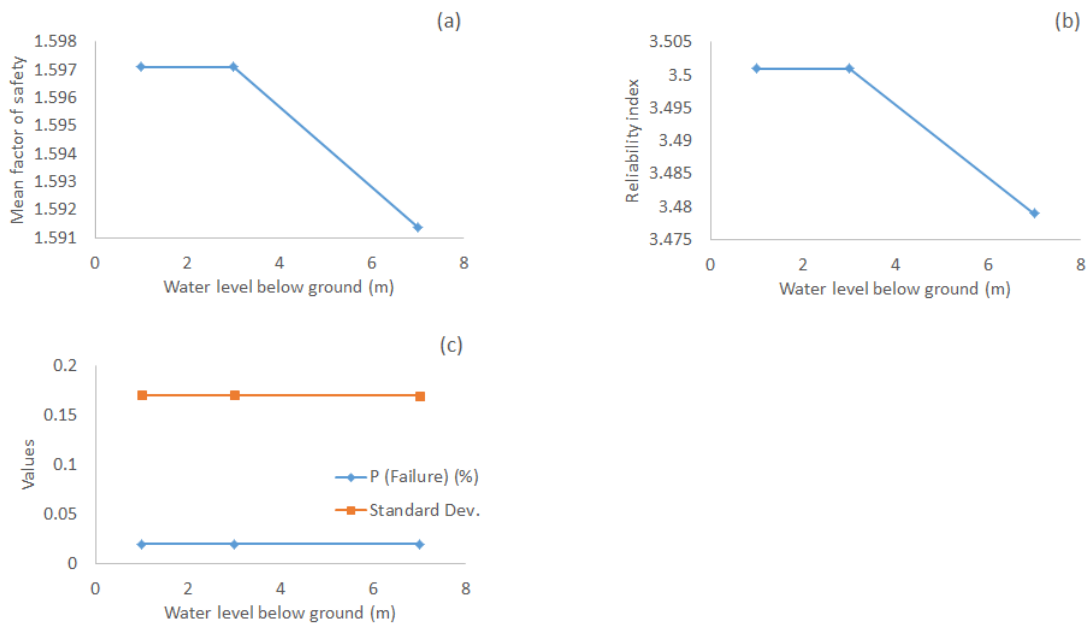 (a)
Mean factor of safety
1.598
1.597
1.596
1.595
1.594
1.593
1.592
1.591
0 2 4 6 8
Water level below ground (m)
(b)
Reliability index
3.505
3.5
3.495
3.49
3.485
3.48
3.475
0 2 4 6 8
Water level below ground (m)
(c)
Values
0.2
0.15
0.1
0.05
0
P (Failure) (%)
Standard Dev.
0 2 4 6 8
Water level below ground (m)